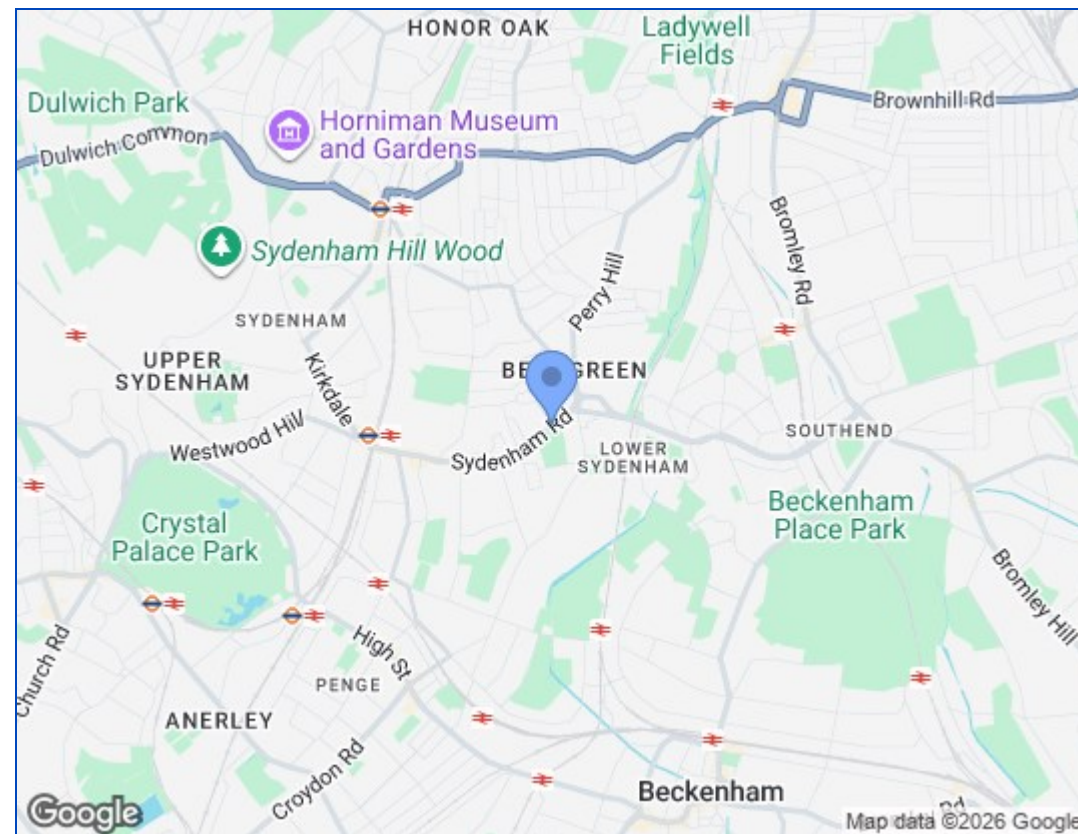 HONOR OAK
Ladywell
Fields
Dulwich Park
Brownhill Rd
Horniman Museum
and Gardens
Dulwich Common
Sydenham Hill Wood
Bromley Rd
Perry Hill
SYDENHAM
UPPER
SYDENHAM
Kirkdale
GREEN
Westwood Hill
Sydenham Rd
SOUTHEND
LOWER
SYDENHAM
Crystal
Palace Park
Beckenham
Place Park
Bromley Hill
High St
Church Rd
PENGE
ANERLEY
Croydon Rd
Beckenham
Google
Map data ©2026 Google